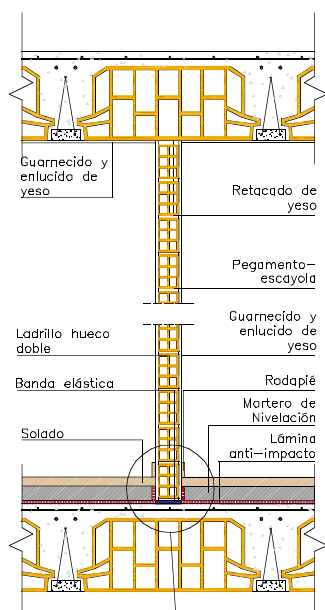 Guarnecido y
enlucido de
yeso
Retacado de
yeso
Pegamento-
escayola
Guarnecido y
enlucido de
yeso
Ladrillo hueco
doble
Banda elástica
Rodapié
Mortero de
Nivelación
Solado
Lámina
anti-impacto